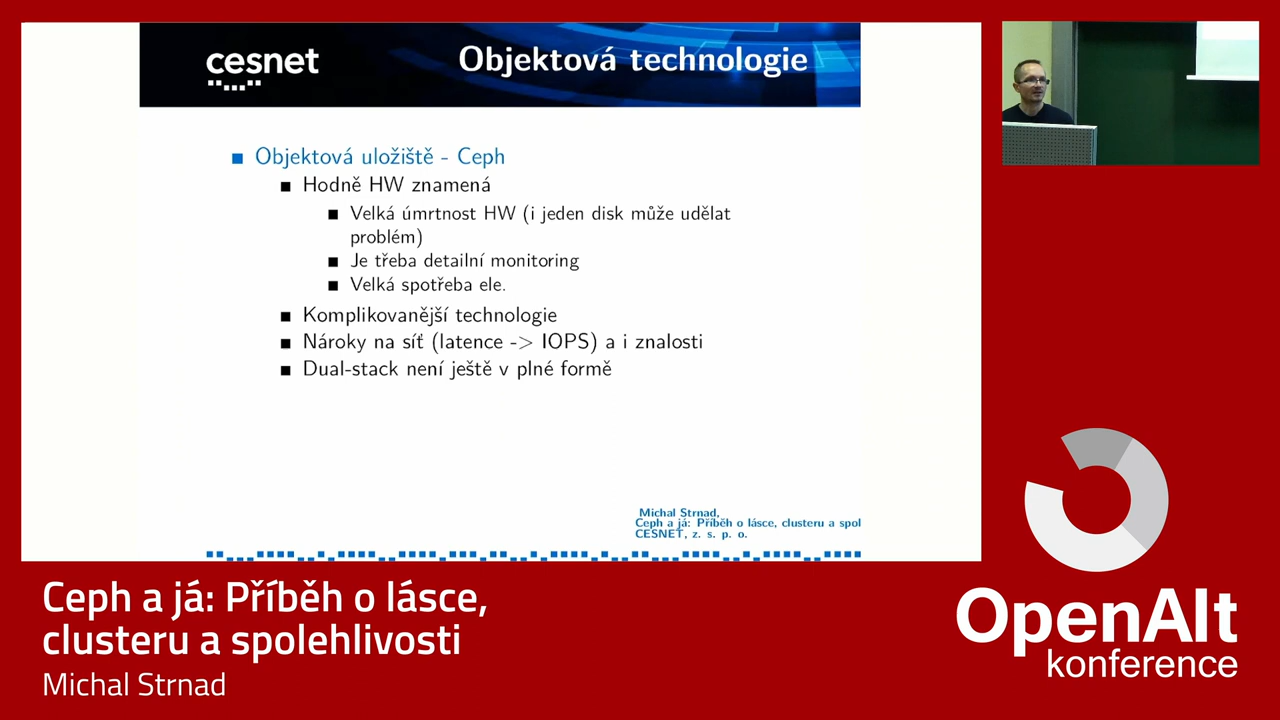 cesnet
Objektová technologie
Objektová uložiště - Ceph
Hodně HW znamená
Velká úmrtnost HW (i jeden disk může udělat
problém)
Je třeba detailní monitoring
Velká spotřeba ele.
Komplikovanější technologie
Nároky na síť (latence -> IOPS) a i znalosti
Dual-stack není ještě v plné formě
Michal Strnad,
Ceph a já: Příběh o lásce, clusteru a spol
CESNET, z. s. p. o.
Ceph a já: Příběh o lásce,
clusteru a spolehlivosti
Michal Strnad
OpenAlt
konference